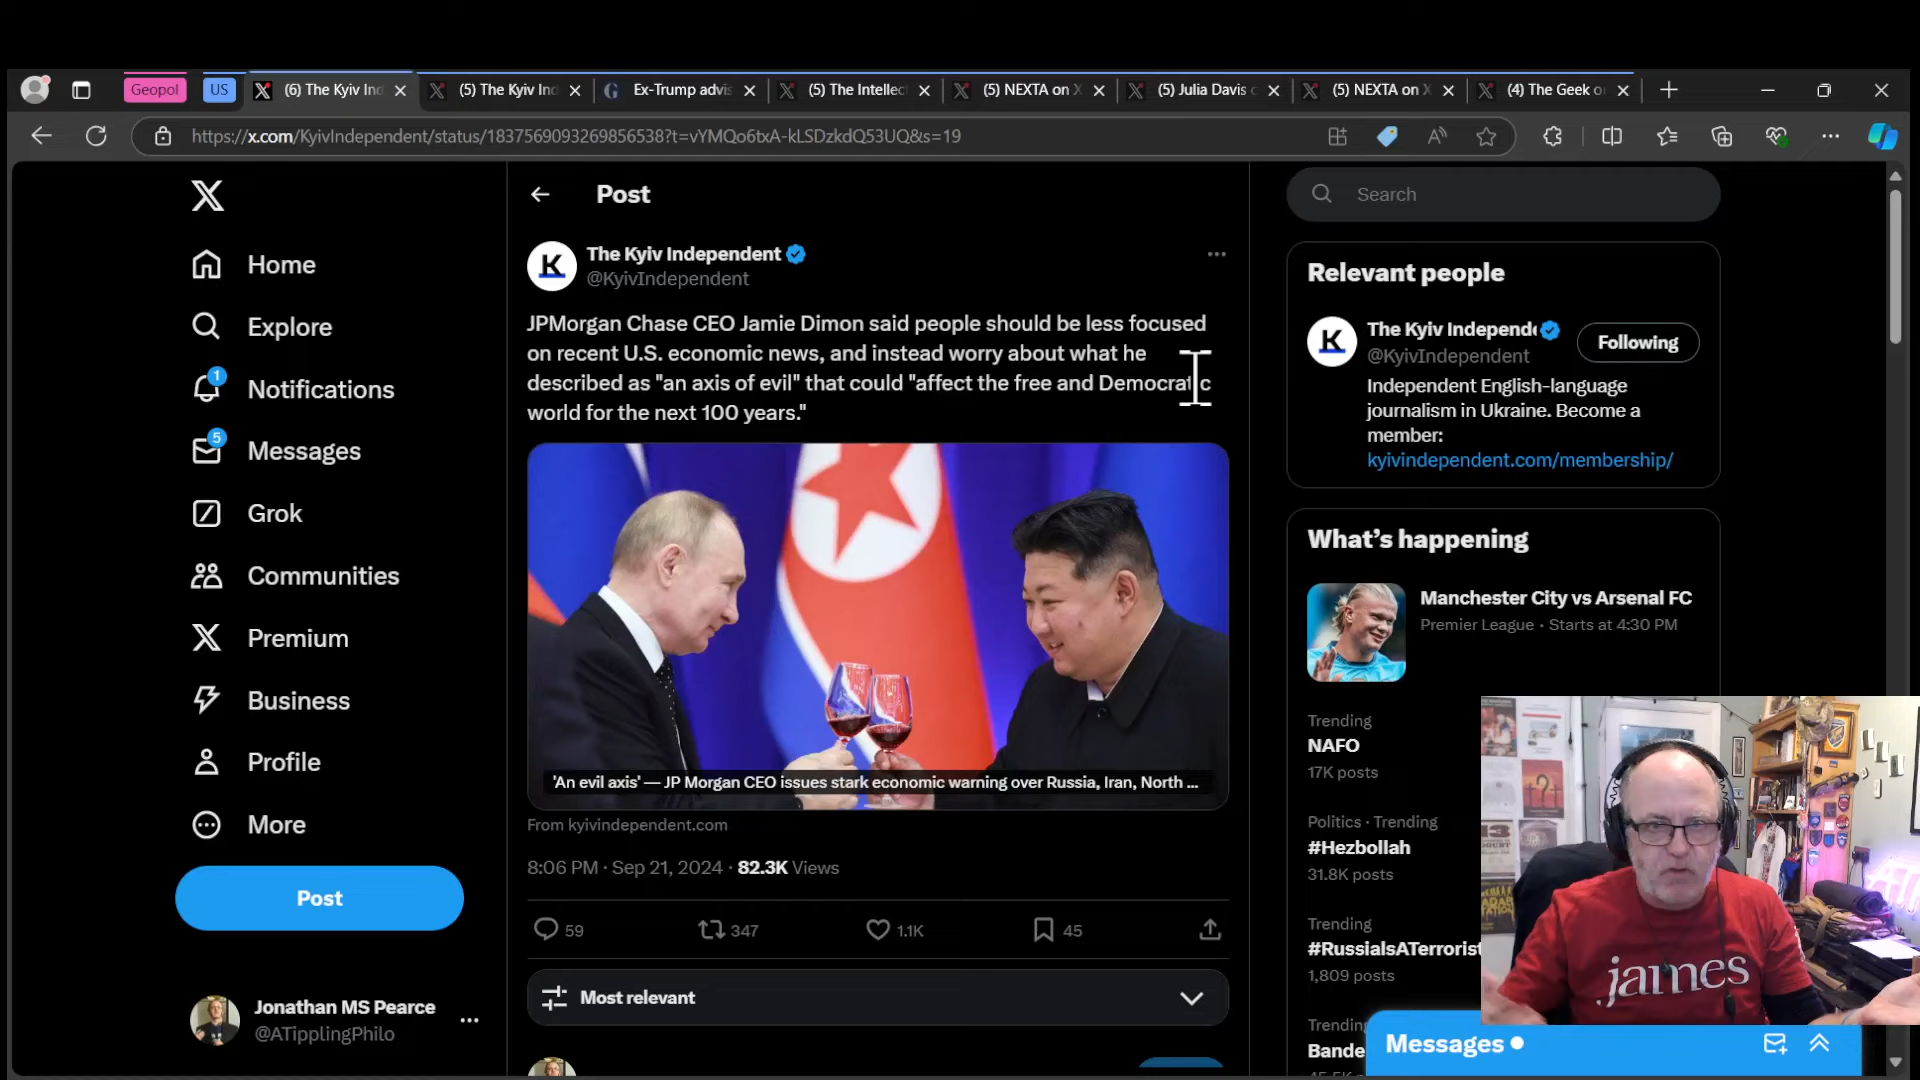 Geopol
US
(6) The Kyiv Ind
(5) The Kyiv Ind
Ex-Trump advis
(5) The Intellec
(5) NEXTA on X
(5) Julia Davis
(5) NEXTA on X
(4) The Geek o
https://x.com/KyivIndependent/status/1837569093269856538?t=vYMQo6txA-kLSDzkdQ53UQ&s=19
Home
Explore
1
Notifications
5
Messages
Grok
Communities
Premium
Business
Profile
More
Post
Jonathan MS Pearce
@ATipplingPhilo
Post
The Kyiv Independent
@KyivIndependent
JPMorgan Chase CEO Jamie Dimon said people should be less focused
on recent U.S. economic news, and instead worry about what he
described as "an axis of evil" that could "affect the free and Democratic
world for the next 100 years."
'An evil axis' — JP Morgan CEO issues stark economic warning over Russia, Iran, North ...
From kyivindependent.com
8:06 PM · Sep 21, 2024 · 82.3K Views
59
347
1.1K
45
Most relevant
Search
Relevant people
The Kyiv Independe
@KyivIndependent
Following
Independent English-language
journalism in Ukraine. Become a
member:
kyivindependent.com/membership/
What's happening
Manchester City vs Arsenal FC
Premier League · Starts at 4:30 PM
Trending
NAFO
17K posts
Politics · Trending
#Hezbollah
31.8K posts
Trending
#RussiaIsATerrorist
1,809 posts
Trending
Bande
james
Messages